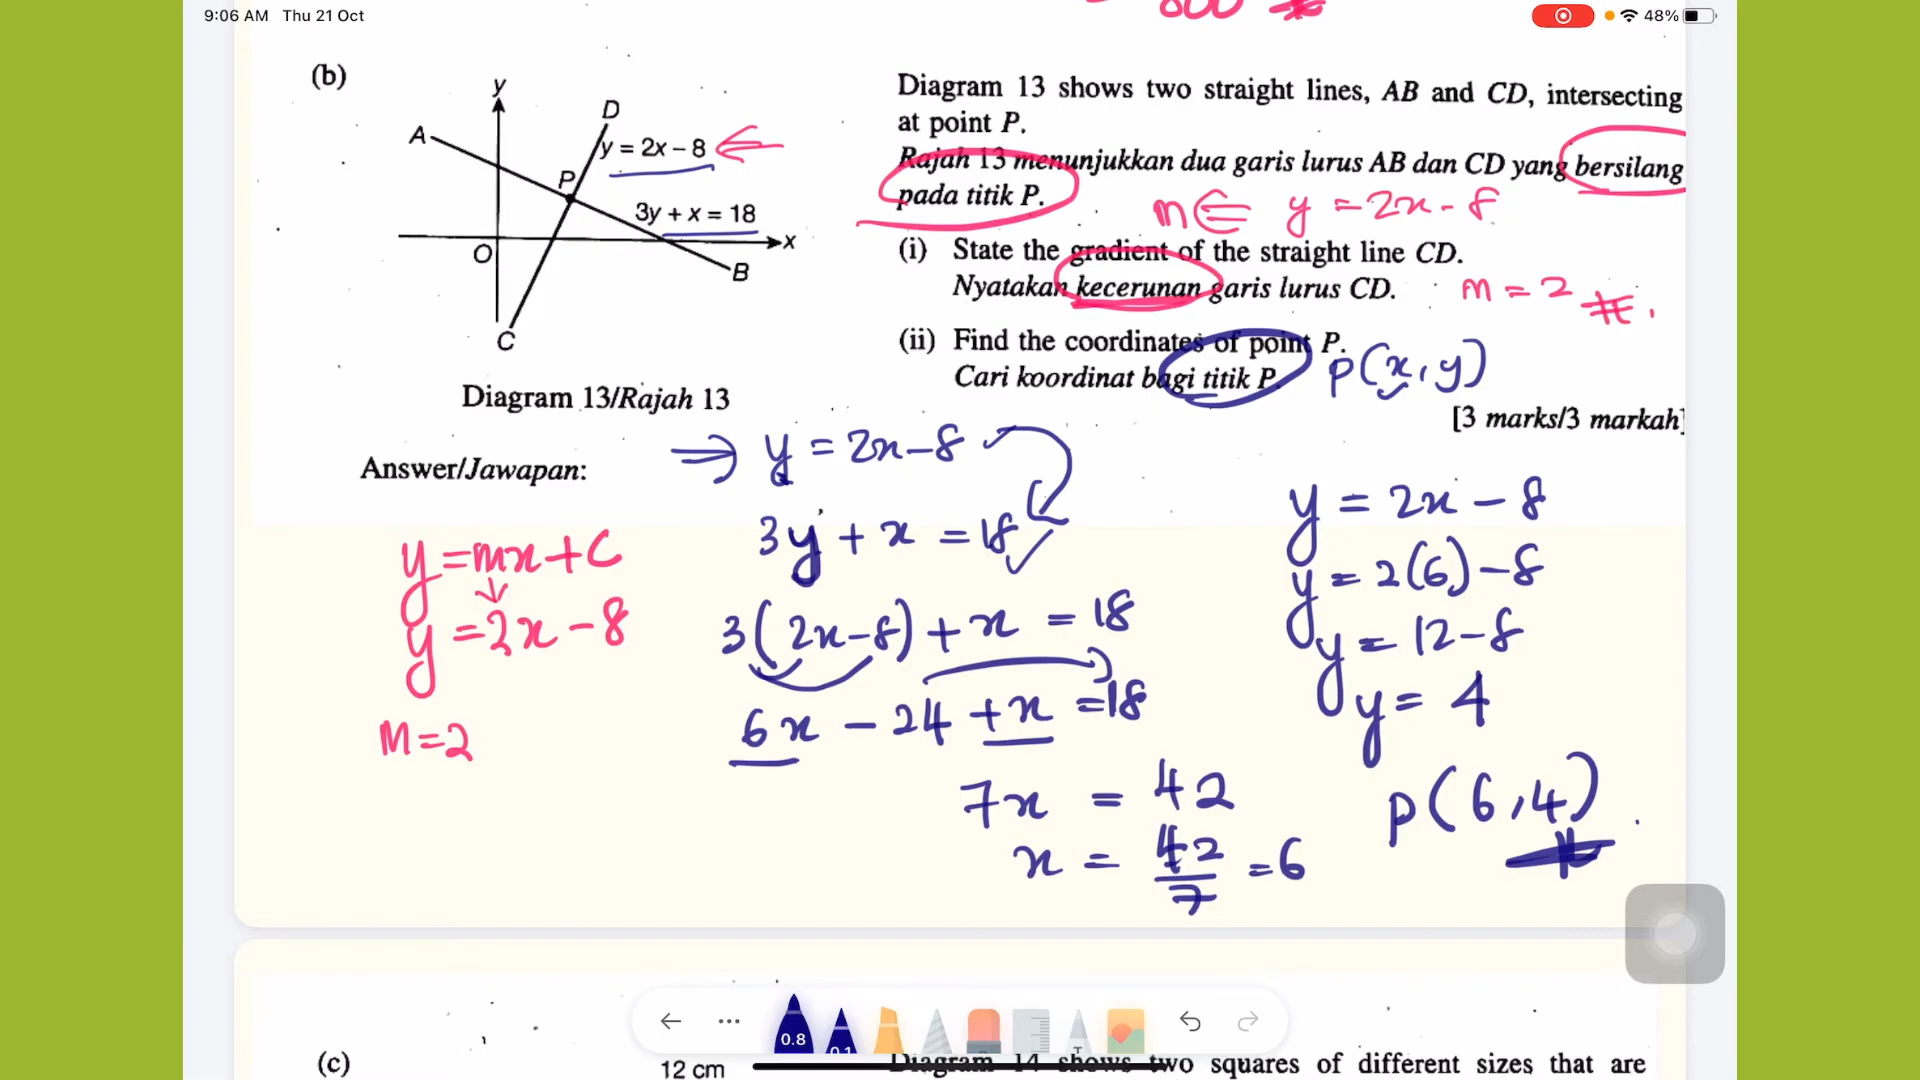 9:06 AM Thu 21 Oct
48%
800
(b)
y
D
A
y = 2x – 8
P
3y + x = 18
x
O
B
C
Diagram 13/Rajah 13
Diagram 13 shows two straight lines, AB and CD, intersecting
at point P.
Rajah 13 menunjukkan dua garis lurus AB dan CD yang bersilang
pada titik P.
m y = 2x - 8
(i) State the gradient of the straight line CD.
Nyatakan kecerunan garis lurus CD.
m = 2
(ii) Find the coordinates of point P.
Cari koordinat bagi titik P.
P(x, y)
[3 marks/3 markah]
Answer/Jawapan:
y = mx + c
y = 2x - 8
M = 2
y = 2x - 8
3y + x = 18
3(2x-8) + x = 18
6x - 24 + x = 18
7x = 42
x = 42/7 = 6
y = 2x - 8
y = 2(6) - 8
y = 12 - 8
y = 4
P(6,4)
0.8
0.1
T
(c)
12 cm
Diagram 14 shows two squares of different sizes that are